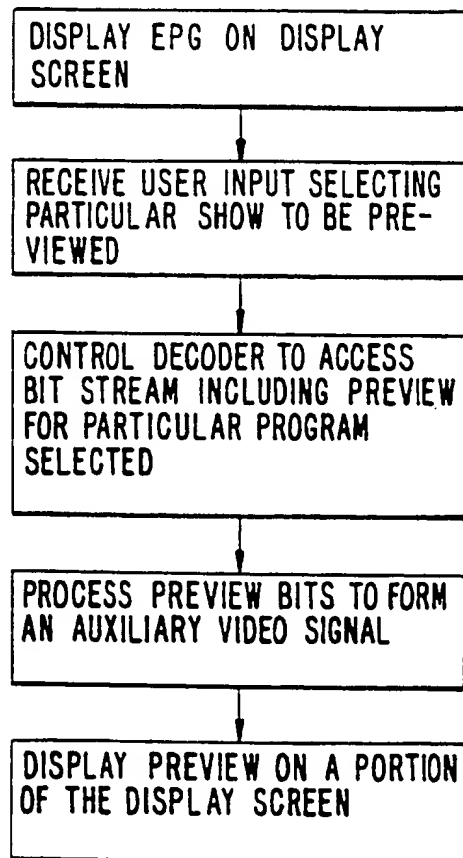 DISPLAY EPG ON DISPLAY
SCREEN
RECEIVE USER INPUT SELECTING
PARTICULAR SHOW TO BE PRE-
VIEWED
CONTROL DECODER TO ACCESS
BIT STREAM INCLUDING PREVIEW
FOR PARTICULAR PROGRAM
SELECTED
PROCESS PREVIEW BITS TO FORM
AN AUXILIARY VIDEO SIGNAL
DISPLAY PREVIEW ON A PORTION
OF THE DISPLAY SCREEN